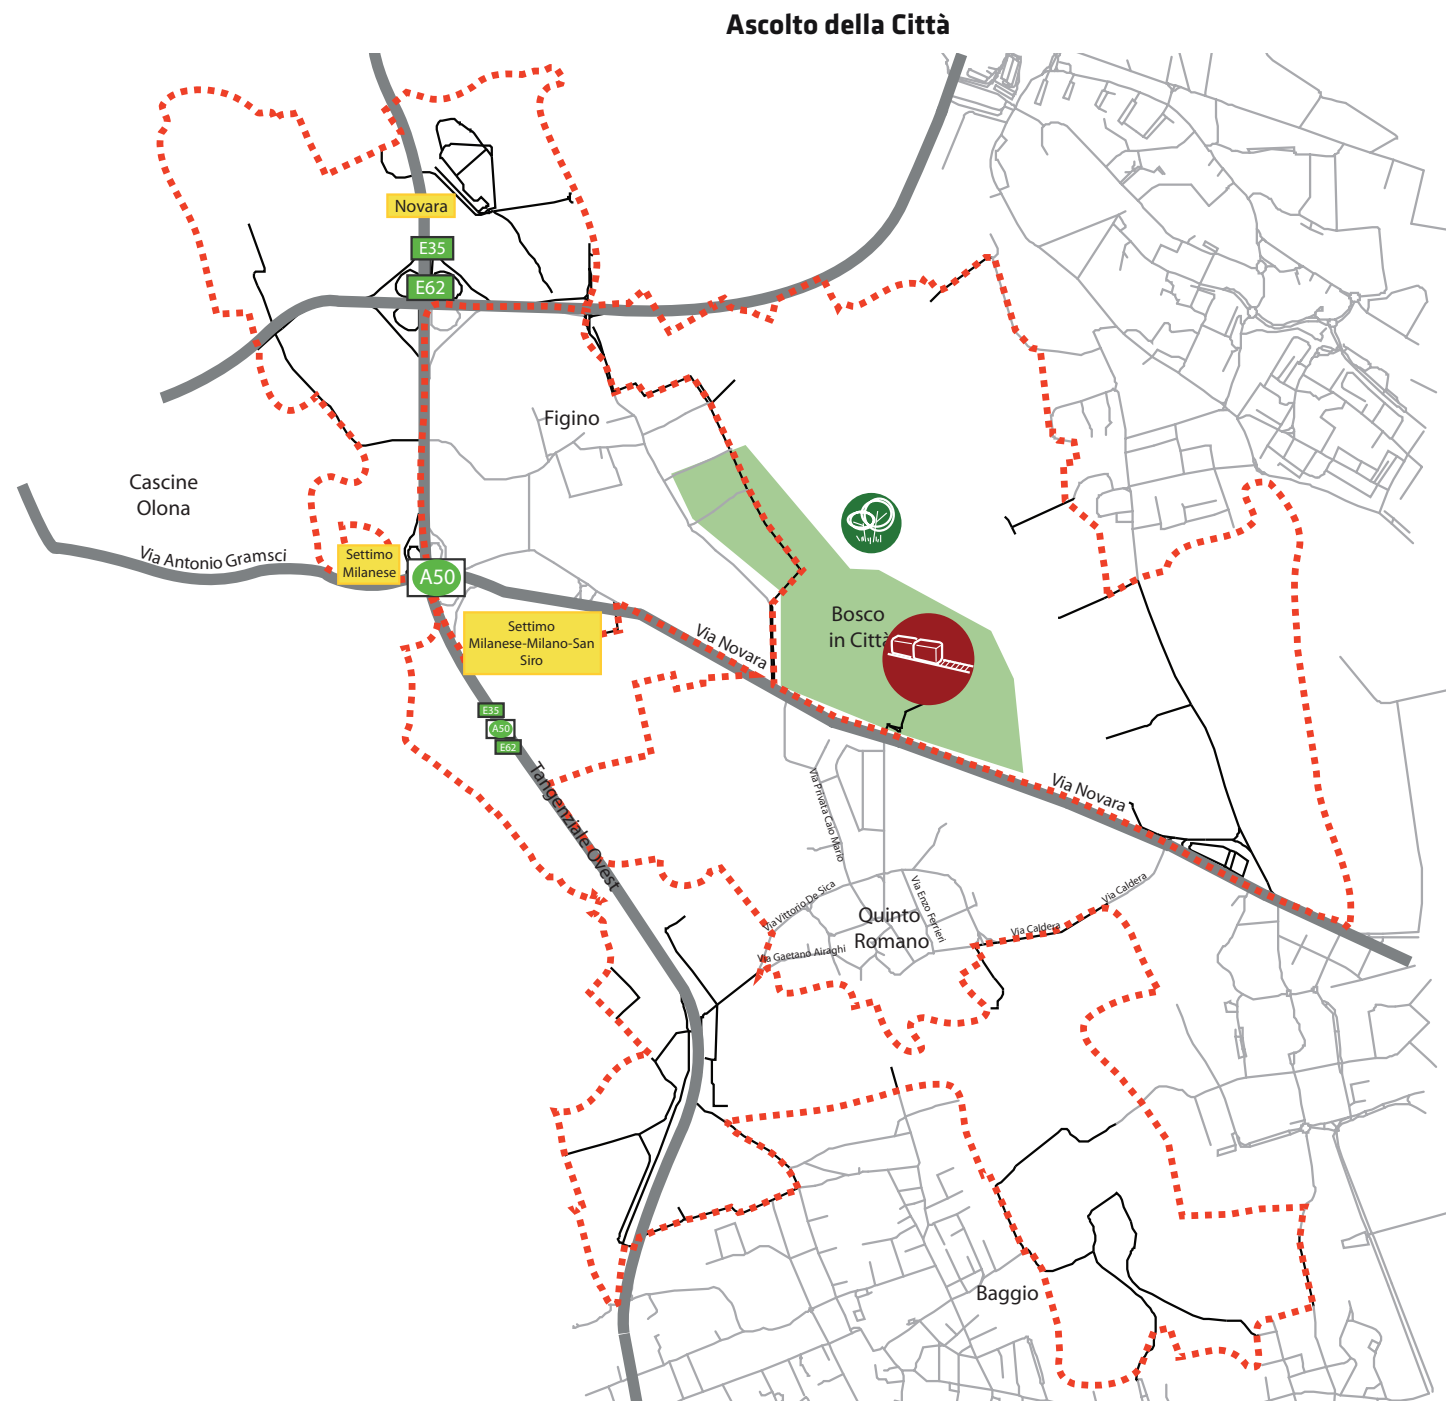 Ascolto della Città
Novara
E35
E62
Figino
Cascine
Olona
Via Antonio Gramsci
Settimo
Milanese
A50
Settimo
Milanese-Milano-San
Siro
Via Novara
Bosco
in Città
E35
A50
E62
Tangenziale Ovest
Via Privata Caio Mario
Via Novara
Via Vittorio De Sica
Via Enzo Ferrieri
Via Caldera
Quinto
Romano
Via Caldera
Via Gaetano Airaghi
Baggio